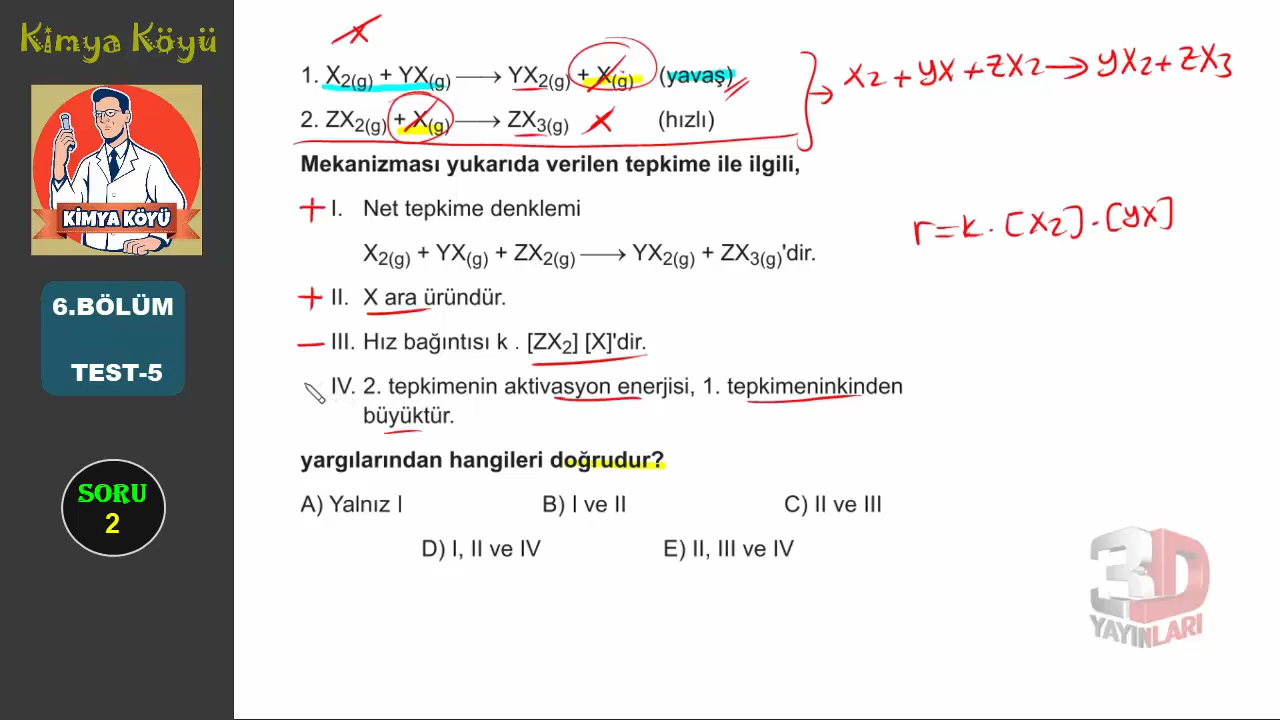 Kimya Köyü
KİMYA KÖYÜ
6.BÖLÜM
TEST-5
SORU
2
X
1. X2(g) + YX(g) ⟶ YX2(g) + X(g) (yavaş)
2. ZX2(g) + X(g) ⟶ ZX3(g) X (hızlı)
X2 + YX + ZX2 → YX2 + ZX3
Mekanizması yukarıda verilen tepkime ile ilgili,
+ I. Net tepkime denklemi
r = k . [X2] . [YX]
X2(g) + YX(g) + ZX2(g) ⟶ YX2(g) + ZX3(g)'dir.
+ II. X ara üründür.
– III. Hız bağıntısı k . [ZX2] [X]'dir.
IV. 2. tepkimenin aktivasyon enerjisi, 1. tepkimeninkinden
büyüktür.
yargılarından hangileri doğrudur?
A) Yalnız I B) I ve II C) II ve III
D) I, II ve IV E) II, III ve IV
3D
YAYINLARI